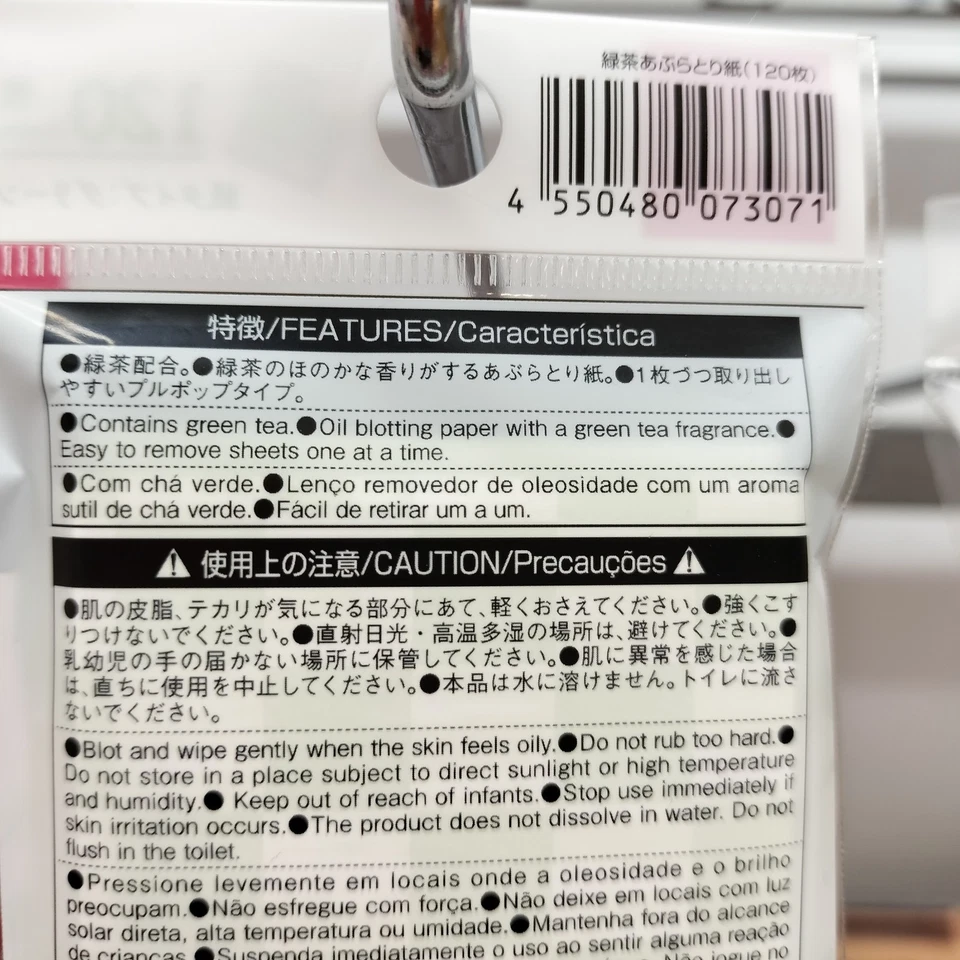 緑茶あぶらとり紙(120枚)
4 550480 073071
特徴/FEATURES/Característica
●緑茶配合。●緑茶のほのかな香りがするあぶらとり紙。●1枚づつ取り出し
やすいプルポップタイプ。
●Contains green tea.●Oil blotting paper with a green tea fragrance.●
Easy to remove sheets one at a time.
●Com chá verde.●Lenço removedor de oleosidade com um aroma
sutil de chá verde.●Fácil de retirar um a um.
⚠ 使用上の注意/CAUTION/Precauções ⚠
●肌の皮脂、テカリが気になる部分にあて、軽くおさえてください。●強くこす
りつけないでください。●直射日光・高温多湿の場所は、避けてください。●
乳幼児の手の届かない場所に保管してください。●肌に異常を感じた場合
は、直ちに使用を中止してください。●本品は水に溶けません。トイレに流さ
ないでください。
●Blot and wipe gently when the skin feels oily.●Do not rub too hard.●
Do not store in a place subject to direct sunlight or high temperature
and humidity.● Keep out of reach of infants.●Stop use immediately if
skin irritation occurs.●The product does not dissolve in water. Do not
flush in the toilet.
●Pressione levemente em locais onde a oleosidade e o brilho
preocupam.●Não esfregue com força.●Não deixe em locais com luz
solar direta, alta temperatura ou umidade.●Mantenha fora do alcance
de crianças.●Suspenda imediatamente o uso ao sentir alguma reação
Não jogue no